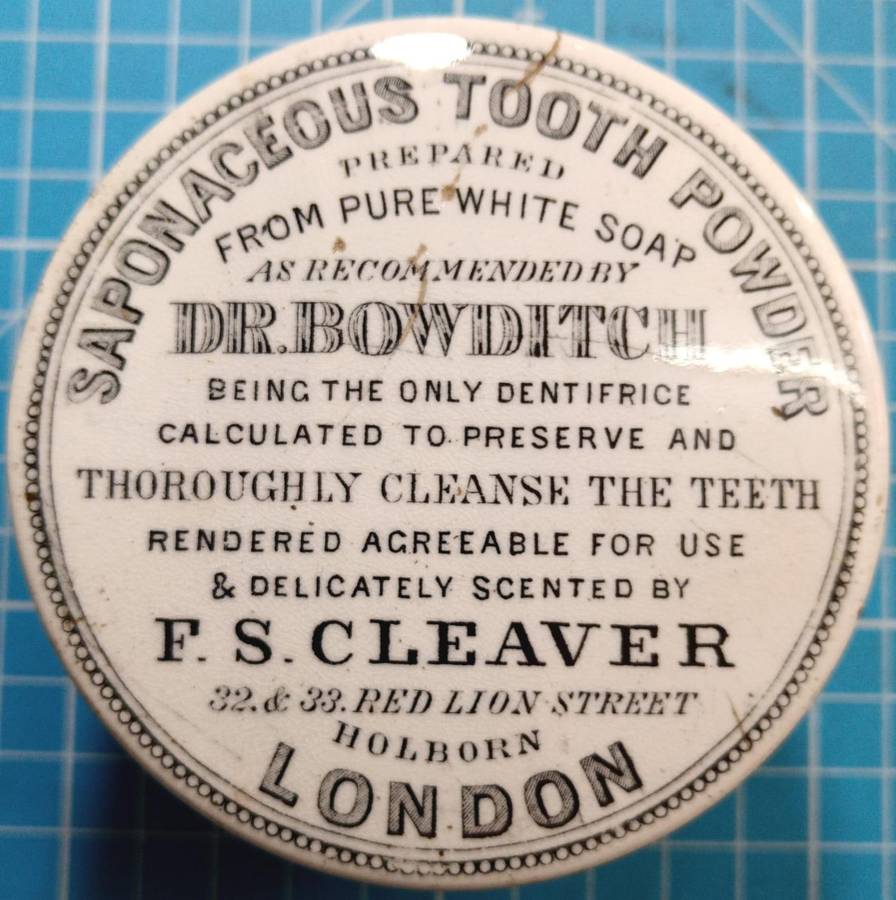 SAPONACEOUS TOOTH POWDER
PREPARED
FROM PURE WHITE SOAP
AS RECOMMENDED BY
DR. BOWDITCH
BEING THE ONLY DENTIFRICE
CALCULATED TO PRESERVE AND
THOROUGHLY CLEANSE THE TEETH
RENDERED AGREEABLE FOR USE
& DELICATELY SCENTED BY
F. S. CLEAVER
32. & 33. RED LION STREET
HOLBORN
LONDON